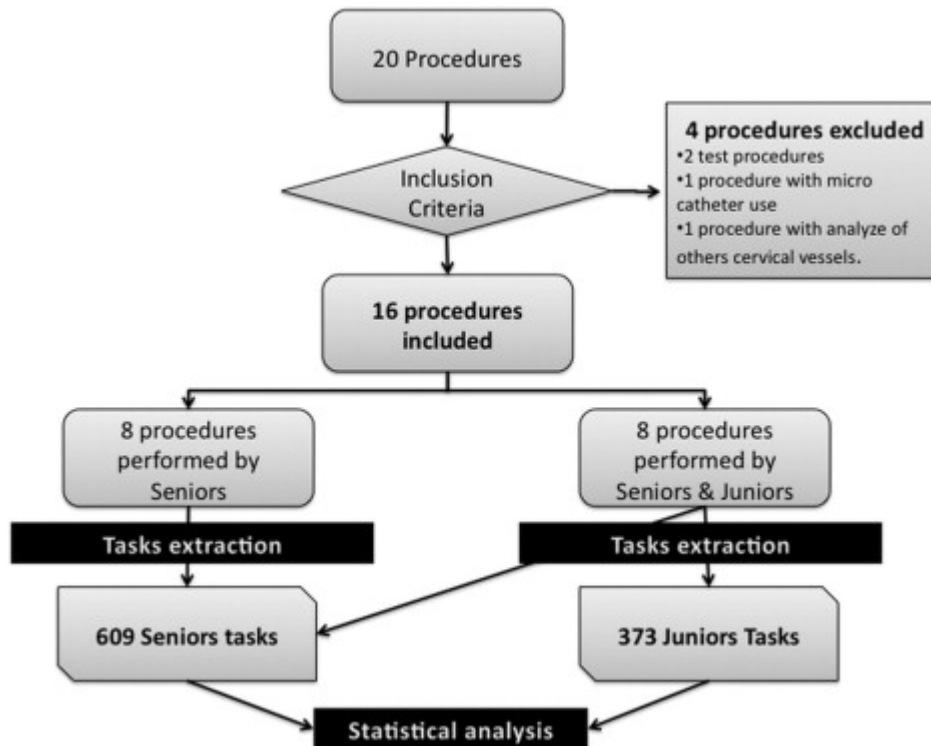 20 Procedures
4 procedures excluded
•2 test procedures
•1 procedure with micro
catheter use
•1 procedure with analyze of
others cervical vessels.
Inclusion
Criteria
16 procedures
included
8 procedures
performed by
Seniors
8 procedures
performed by
Seniors & Juniors
Tasks extraction
Tasks extraction
609 Seniors tasks
373 Juniors Tasks
Statistical analysis